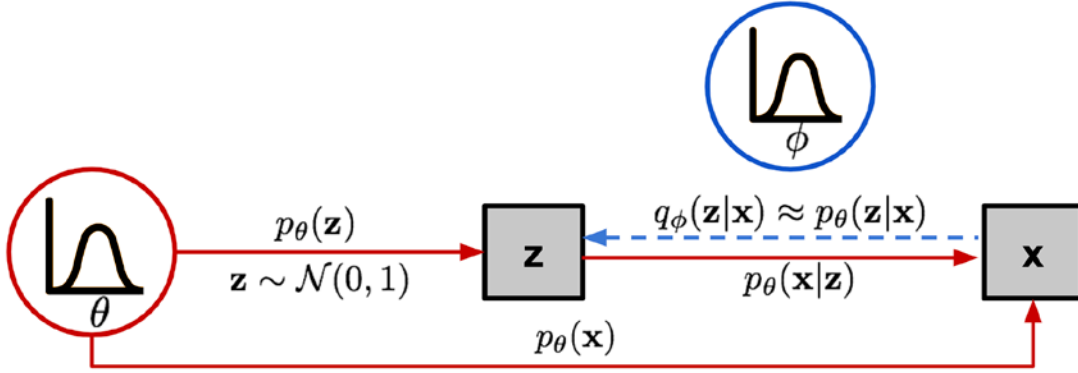 ϕ
q_ϕ(z|x) ≈ p_θ(z|x)
p_θ(z)
z
x
z ∼ 𝒩(0, 1)
p_θ(x|z)
θ
p_θ(x)